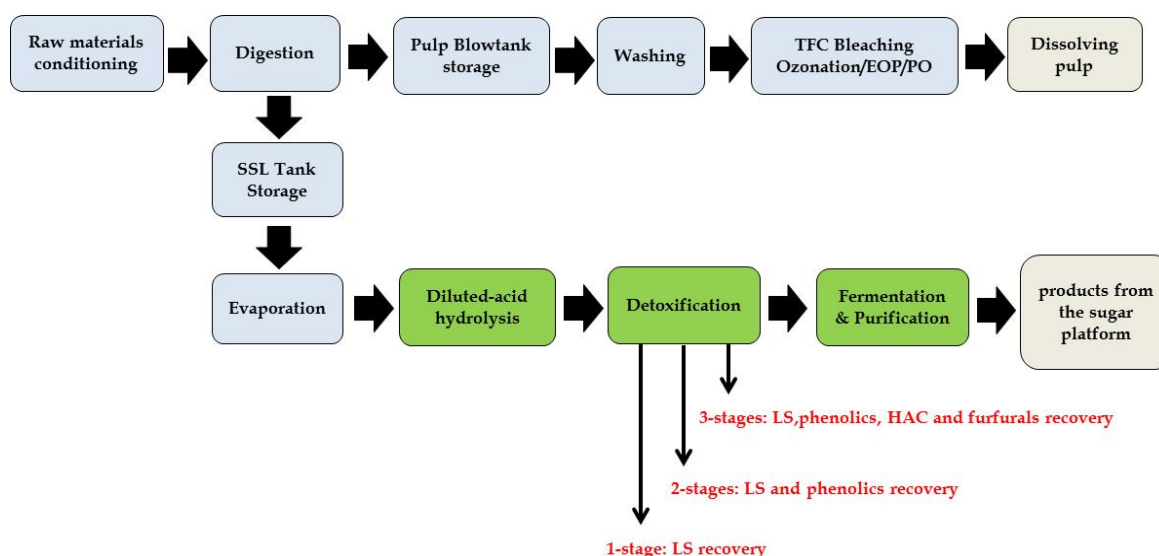 Raw materials
conditioning
Digestion
Pulp Blowtank
storage
Washing
TFC Bleaching
Ozonation/EOP/PO
Dissolving
pulp
SSL Tank
Storage
Evaporation
Diluted-acid
hydrolysis
Detoxification
Fermentation
& Purification
products from
the sugar
platform
3-stages: LS,phenolics, HAC and furfurals recovery
2-stages: LS and phenolics recovery
1-stage: LS recovery